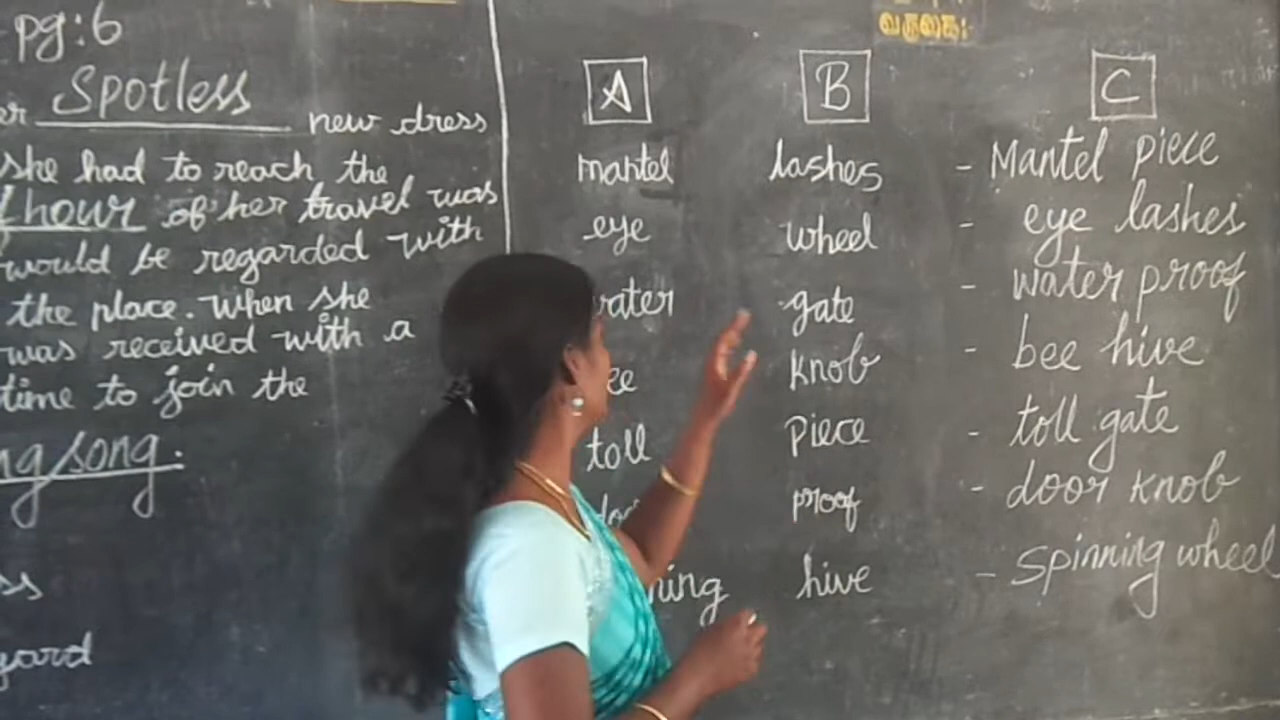 pg:6
Spotless new dress
she had to reach the
hour of her travel was
would be regarded with
the place. When she
was received with a
time to join the
song.
வருகை:
A B C
mantel lashes - Mantel piece
eye wheel - eye lashes
gate - water proof
knob - bee hive
toll piece - toll gate
proof - door knob
hive - Spinning wheel